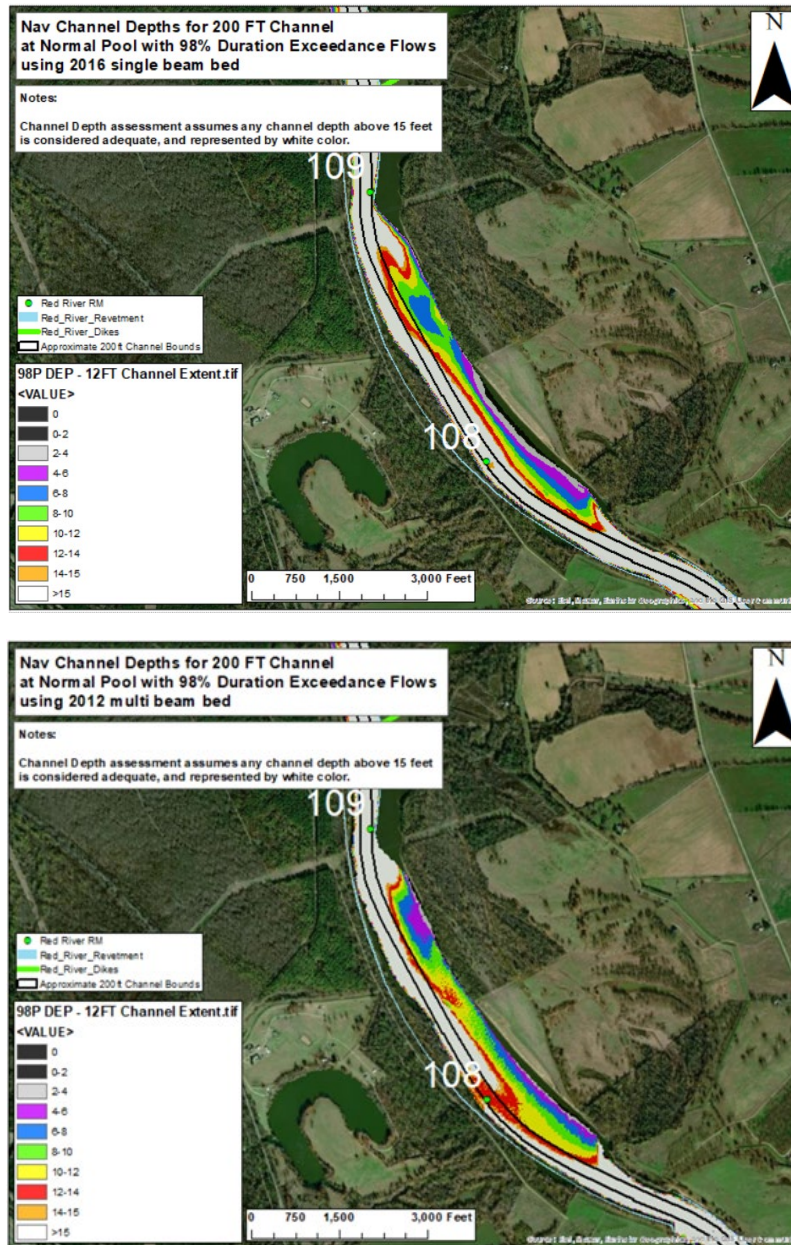 Nav Channel Depths for 200 FT Channel
at Normal Pool with 98% Duration Exceedance Flows
using 2016 single beam bed
N
Notes:
Channel Depth assessment assumes any channel depth above 15 feet
is considered adequate, and represented by white color.
109
Red River RM
Red_River_Revetment
Red_River_Dikes
Approximate 200 ft Channel Bounds
98P DEP - 12FT Channel Extent.tif
<VALUE>
0
0-2
2-4
4-6
6-8
8-10
10-12
12-14
14-15
>15
108
0 750 1,500 3,000 Feet
Nav Channel Depths for 200 FT Channel
at Normal Pool with 98% Duration Exceedance Flows
using 2012 multi beam bed
N
Notes:
Channel Depth assessment assumes any channel depth above 15 feet
is considered adequate, and represented by white color.
109
Red River RM
Red_River_Revetment
Red_River_Dikes
Approximate 200 ft Channel Bounds
98P DEP - 12FT Channel Extent.tif
<VALUE>
0
0-2
2-4
4-6
6-8
8-10
10-12
12-14
14-15
>15
108
0 750 1,500 3,000 Feet